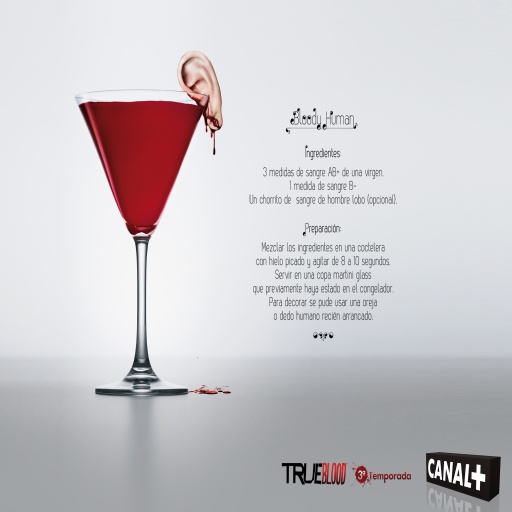 Bloody Human
Ingredientes
3 medidas de sangre AB+ de una virgen.
1 medida de sangre B-
Un chorrito de sangre de hombre lobo (opcional).
Preparación:
Mezclar los ingredientes en una coctelera
con hielo picado y agitar de 8 a 10 segundos.
Servir en una copa martini glass
que previamente haya estado en el congelador.
Para decorar se pude usar una oreja
o dedo humano recién arrancado.
TRUEBLOOD 3ª Temporada
CANAL+